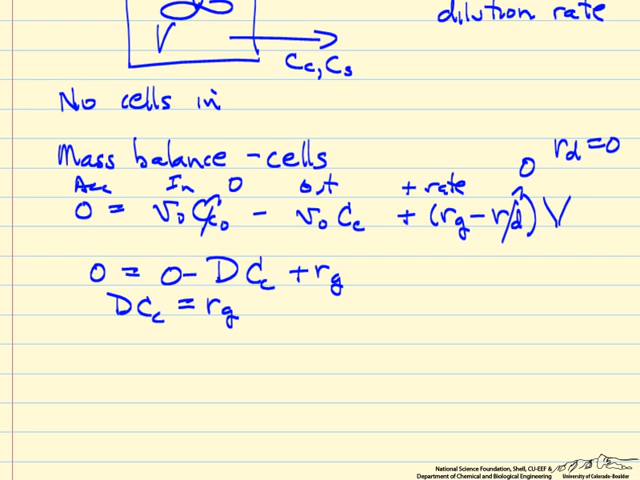 dilution rate
V
Cc, Cs
No cells in
Mass balance - cells
rd = 0
Acc In 0 out + rate 0
0 = v₀ Cc₀ - v₀ Cc + (rg - rd) V
0 = 0 - D Cc + rg
D Cc = rg
National Science Foundation, Shell, CU-EEF &
Department of Chemical and Biological Engineering
University of Colorado-Boulder